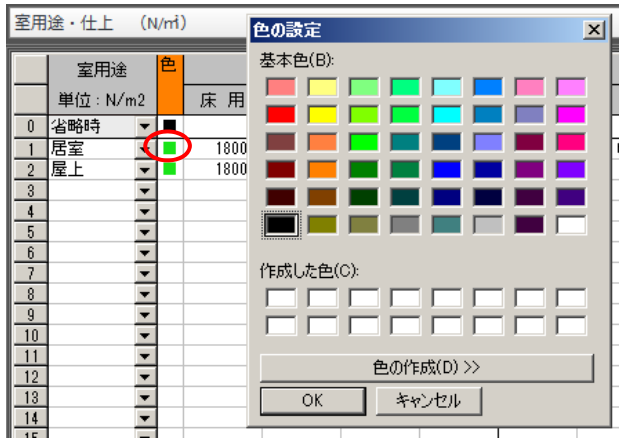 室用途・仕上 (N/㎡)
室用途
色
単位：N/m2
床 用
0 省略時
1 居室 1800
2 屋上 1800
3
4
5
6
7
8
9
10
11
12
13
14
15
色の設定
基本色(B):
作成した色(C):
色の作成(D) >>
OK
キャンセル